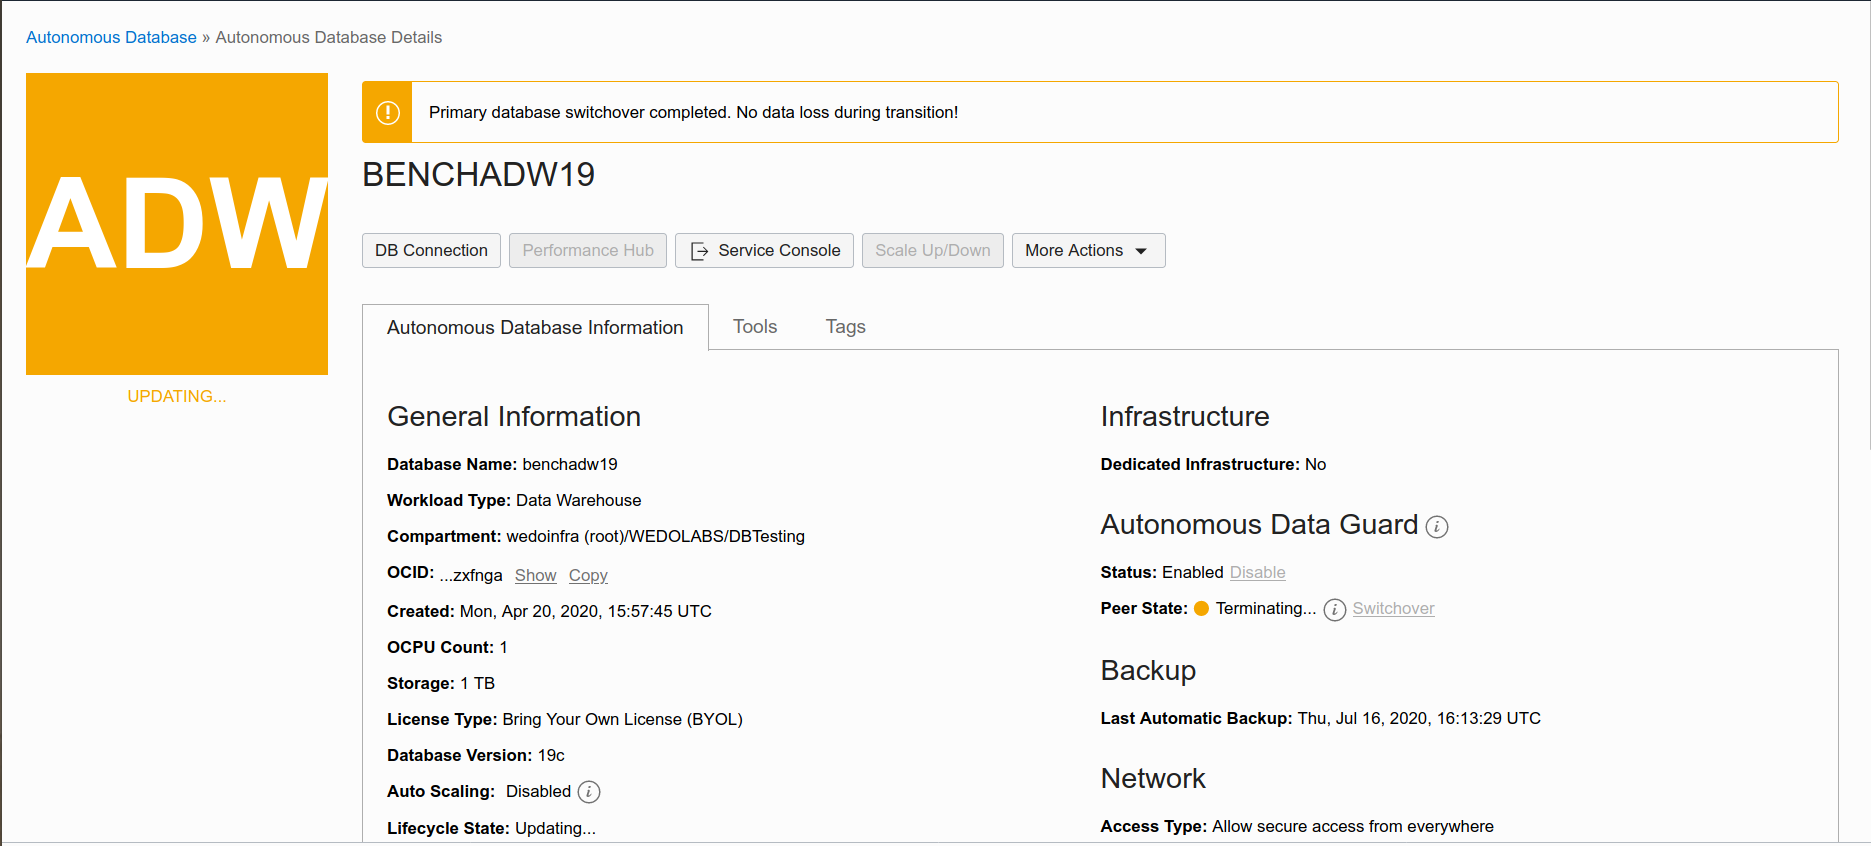 Autonomous Database » Autonomous Database Details
ADW
UPDATING...
Primary database switchover completed. No data loss during transition!
BENCHADW19
DB Connection
Performance Hub
Service Console
Scale Up/Down
More Actions
Autonomous Database Information
Tools
Tags
General Information
Database Name: benchadw19
Workload Type: Data Warehouse
Compartment: wedoinfra (root)/WEDOLABS/DBTesting
OCID: ...zxfnga Show Copy
Created: Mon, Apr 20, 2020, 15:57:45 UTC
OCPU Count: 1
Storage: 1 TB
License Type: Bring Your Own License (BYOL)
Database Version: 19c
Auto Scaling: Disabled
Lifecycle State: Updating...
Infrastructure
Dedicated Infrastructure: No
Autonomous Data Guard
Status: Enabled Disable
Peer State: Terminating... Switchover
Backup
Last Automatic Backup: Thu, Jul 16, 2020, 16:13:29 UTC
Network
Access Type: Allow secure access from everywhere